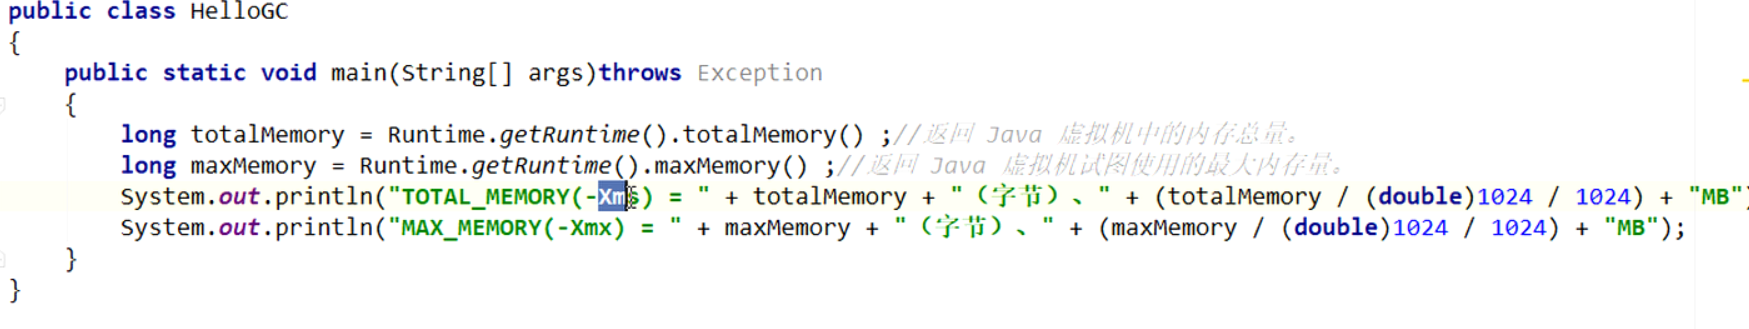 public class HelloGC
{
public static void main(String[] args)throws Exception
{
long totalMemory = Runtime.getRuntime().totalMemory() ;//返回 Java 虚拟机中的内存总量。
long maxMemory = Runtime.getRuntime().maxMemory() ;//返回 Java 虚拟机试图使用的最大内存量。
System.out.println("TOTAL_MEMORY(-Xms) = " + totalMemory + "（字节）、" + (totalMemory / (double)1024 / 1024) + "MB")
System.out.println("MAX_MEMORY(-Xmx) = " + maxMemory + "（字节）、" + (maxMemory / (double)1024 / 1024) + "MB");
}
}